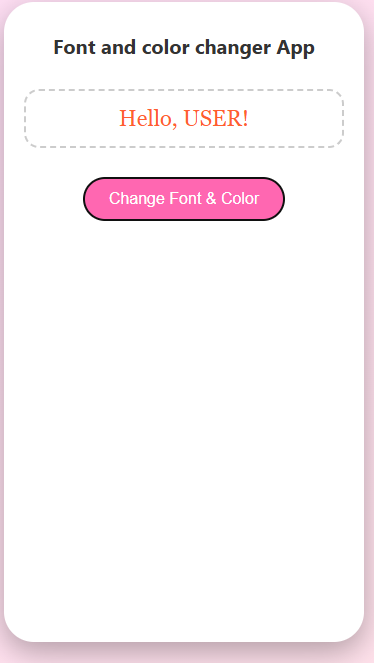 Font and color changer App
Hello, USER!
Change Font & Color